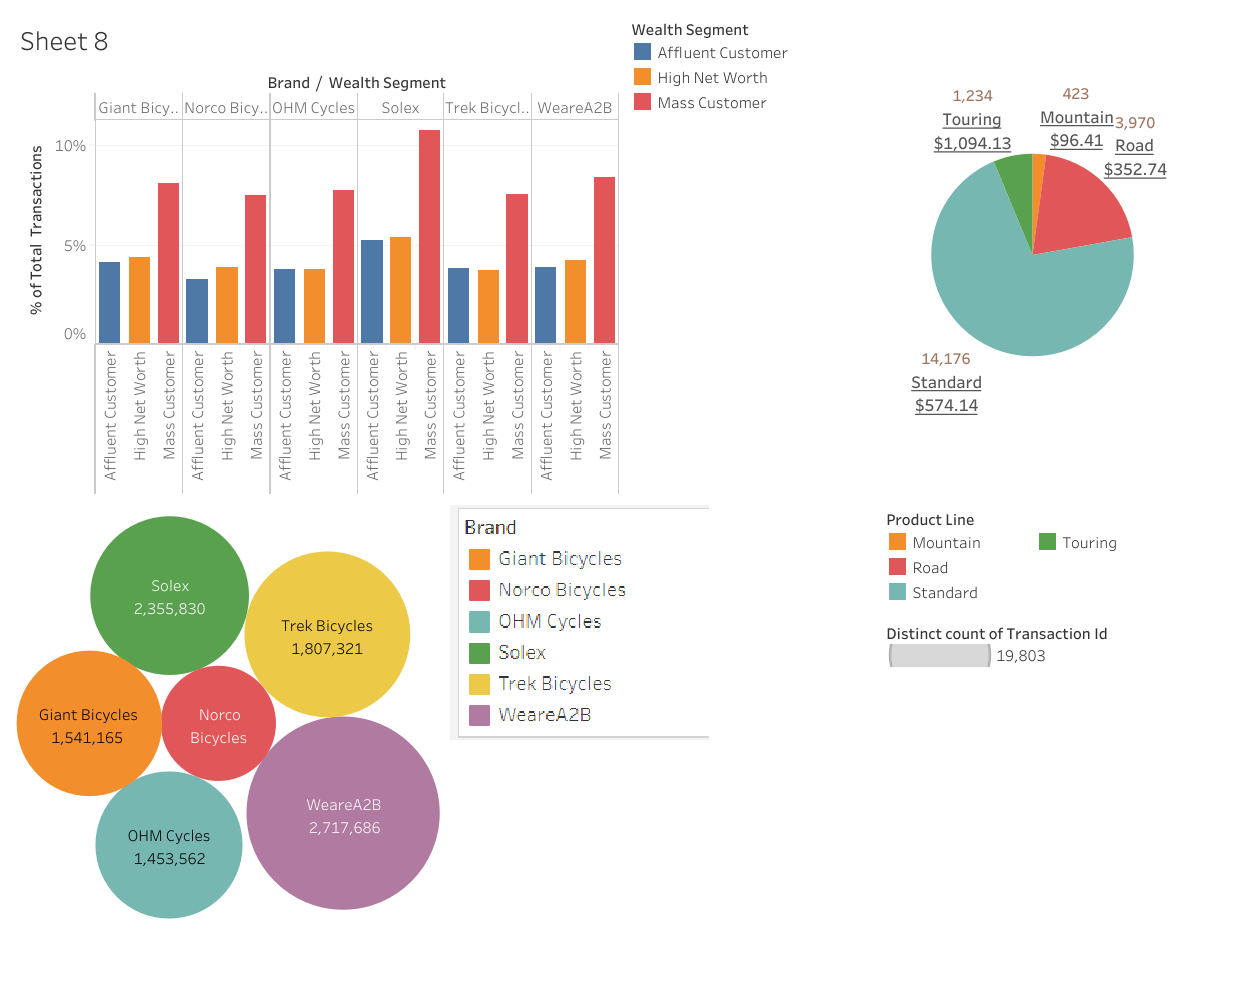 Sheet 8
Brand / Wealth Segment
Giant Bicy.. Norco Bicy.. OHM Cycles Solex Trek Bicycl.. WeareA2B
% of Total Transactions
10%
5%
0%
Affluent Customer
High Net Worth
Mass Customer
Affluent Customer
High Net Worth
Mass Customer
Affluent Customer
High Net Worth
Mass Customer
Affluent Customer
High Net Worth
Mass Customer
Affluent Customer
High Net Worth
Mass Customer
Affluent Customer
High Net Worth
Mass Customer
Wealth Segment
Affluent Customer
High Net Worth
Mass Customer
1,234
Touring
$1,094.13
423
Mountain
$96.41
3,970
Road
$352.74
14,176
Standard
$574.14
Solex
2,355,830
Trek Bicycles
1,807,321
Giant Bicycles
1,541,165
Norco
Bicycles
WeareA2B
2,717,686
OHM Cycles
1,453,562
Brand
Giant Bicycles
Norco Bicycles
OHM Cycles
Solex
Trek Bicycles
WeareA2B
Product Line
Mountain Touring
Road
Standard
Distinct count of Transaction Id
19,803